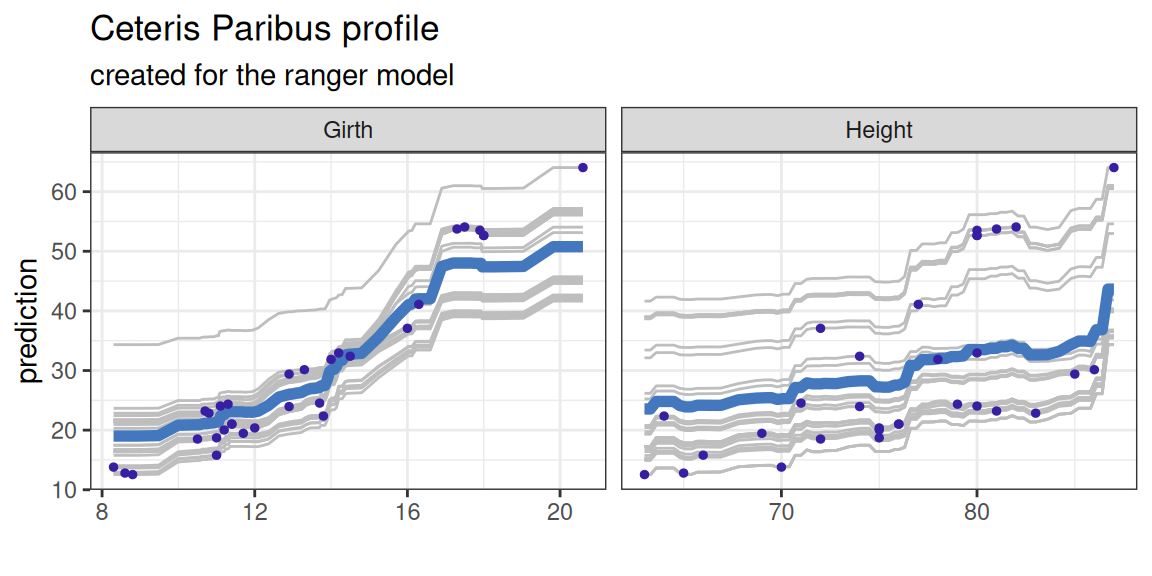 Ceteris Paribus profile
created for the ranger model
Girth
Height
prediction
60
50
40
30
20
10
8 12 16 20
70 80